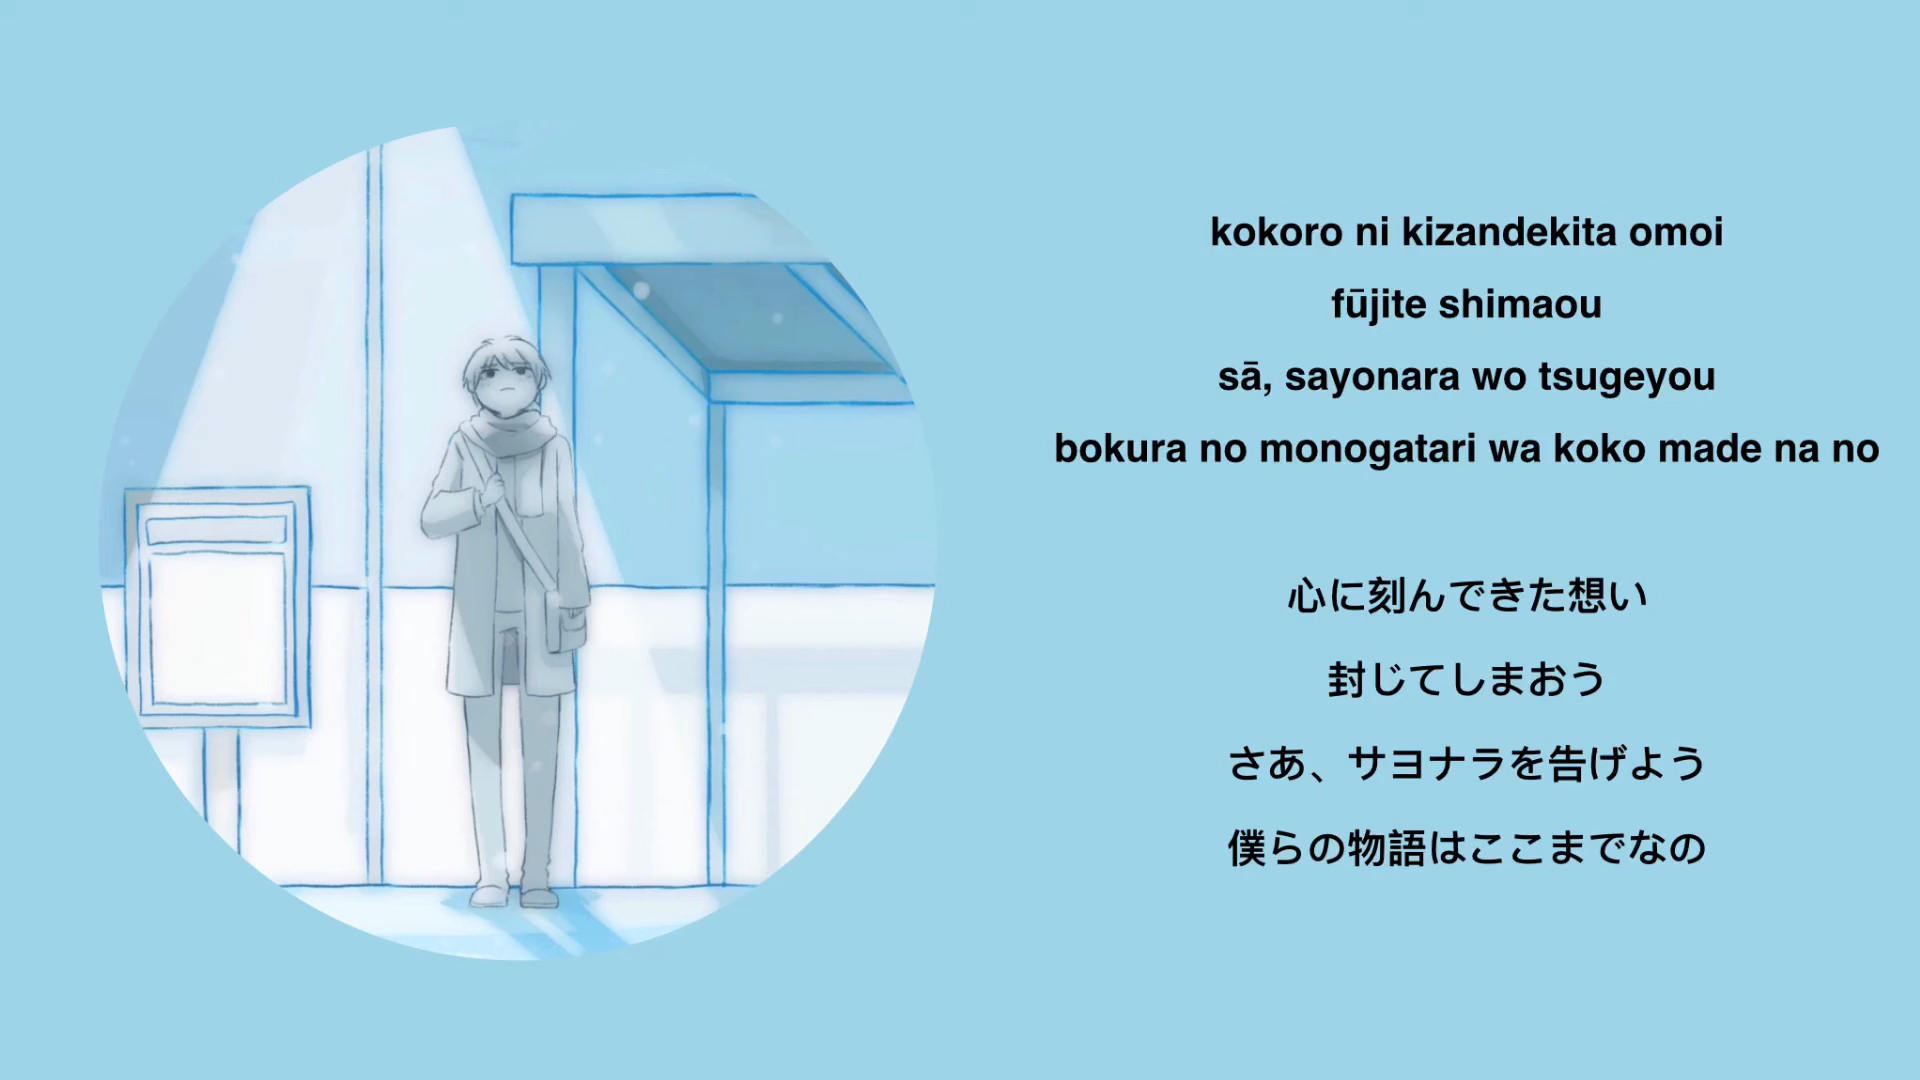 kokoro ni kizandekita omoi
fūjite shimaou
sā, sayonara wo tsugeyou
bokura no monogatari wa koko made na no
心に刻んできた想い
封じてしまおう
さあ、サヨナラを告げよう
僕らの物語はここまでなの